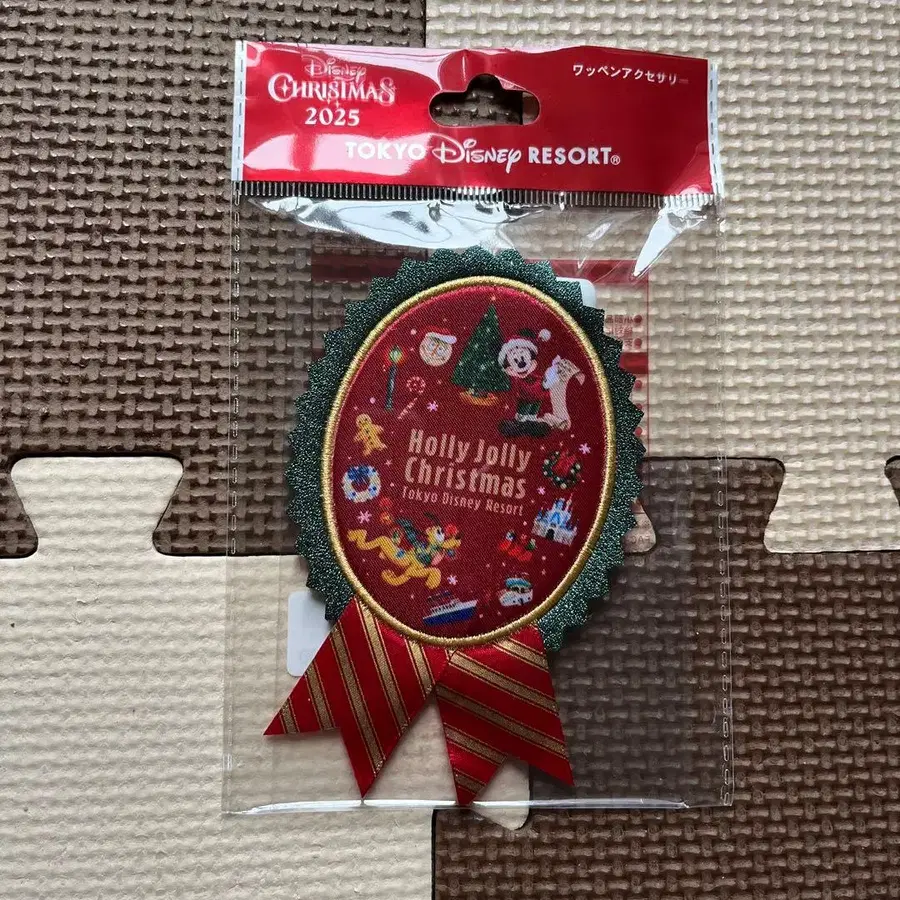 Disney
CHRISTMAS
2025
ワッペンアクセサリー
TOKYO Disney RESORT®
Holly Jolly
Christmas
Tokyo Disney Resort